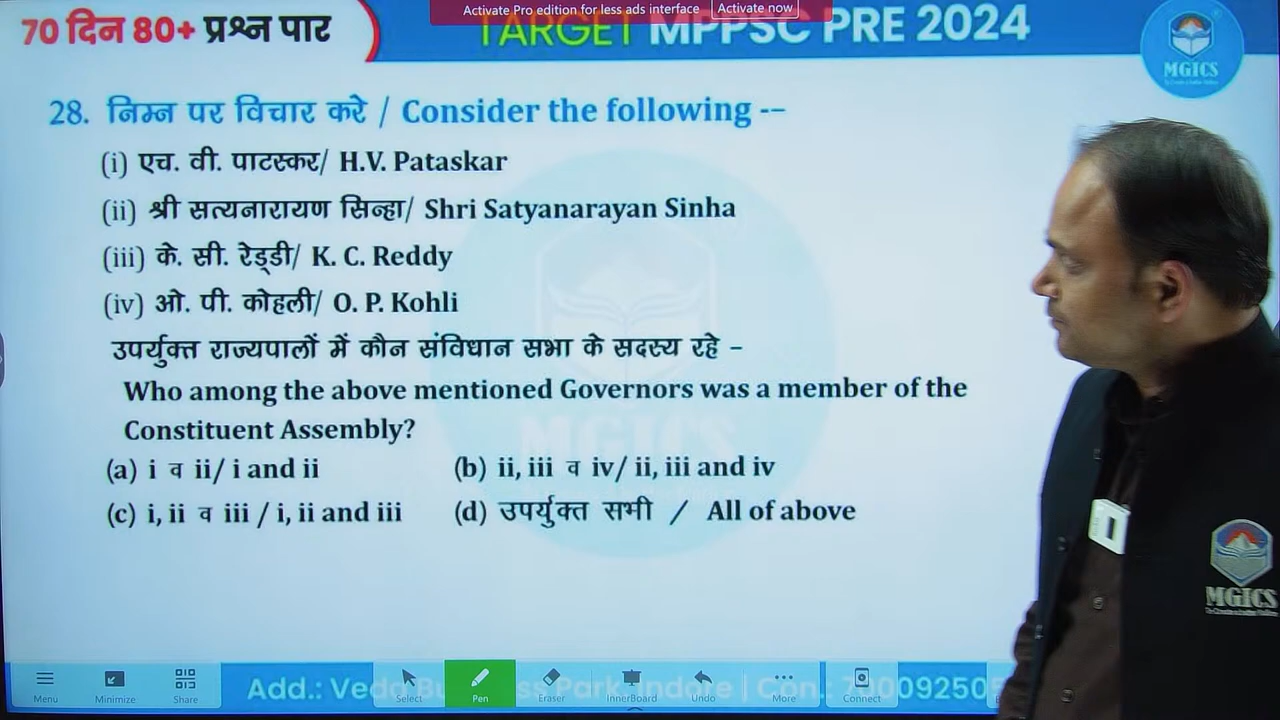 Activate Pro edition for less ads interface Activate now
70 दिन 80+ प्रश्न पार
TARGET MPPSC PRE 2024
MGICS
28. निम्न पर विचार करे / Consider the following --
(i) एच. वी. पाटस्कर/ H.V. Pataskar
(ii) श्री सत्यनारायण सिन्हा/ Shri Satyanarayan Sinha
(iii) के. सी. रेड्डी/ K. C. Reddy
(iv) ओ. पी. कोहली/ O. P. Kohli
उपर्युक्त राज्यपालों में कौन संविधान सभा के सदस्य रहे -
Who among the above mentioned Governors was a member of the
Constituent Assembly?
MGICS
(a) i व ii/ i and ii
(b) ii, iii व iv/ ii, iii and iv
(c) i, ii व iii / i, ii and iii
(d) उपर्युक्त सभी / All of above
MGICS
Menu
Minimize
Share
Add.:
Select
Pen
Eraser
InnerBoard
Undo
More
Connect